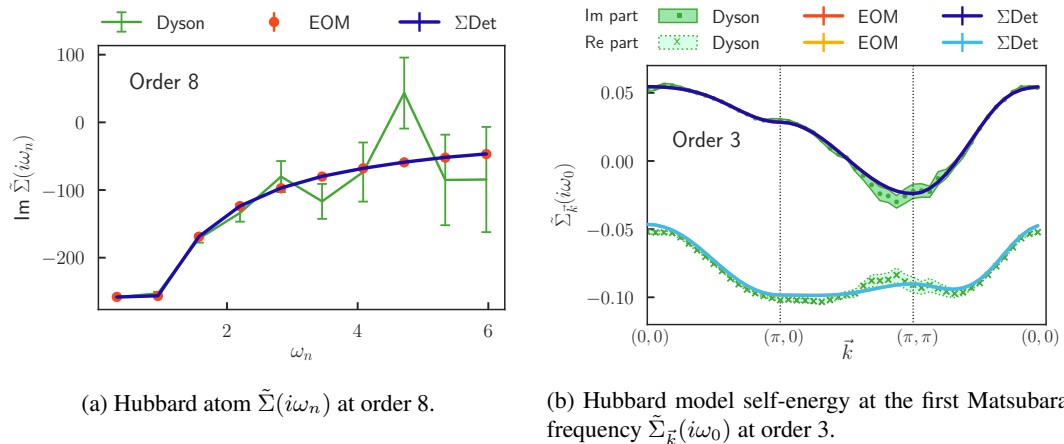 Dyson EOM ΣDet
Order 8
100
0
−100
−200
Im Σ̃(iωₙ)
2 4 6
ωₙ
(a) Hubbard atom Σ̃(iωₙ) at order 8.
Im part Dyson EOM ΣDet
Re part Dyson EOM ΣDet
Order 3
0.05
0.00
−0.05
−0.10
Σ̃ₖ⃗(iω₀)
(0, 0) (π, 0) (π, π) (0, 0)
k⃗
(b) Hubbard model self-energy at the first Matsubara
frequency Σ̃ₖ⃗(iω₀) at order 3.